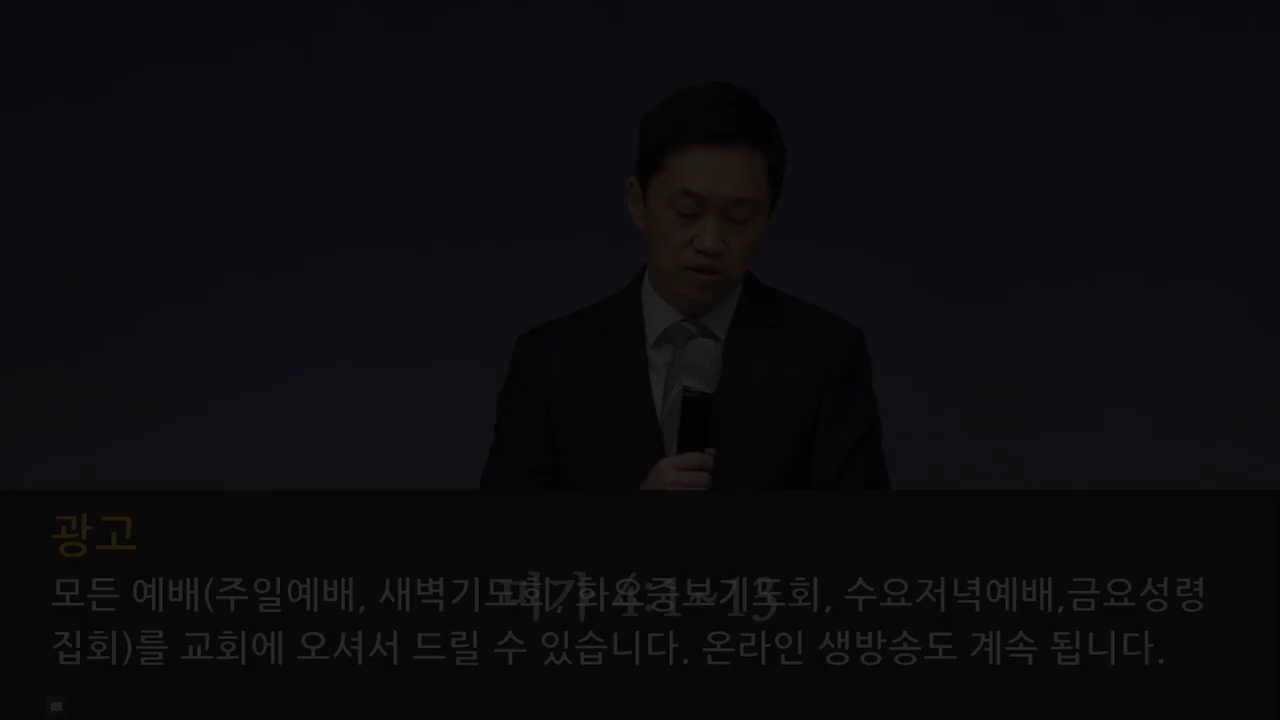 광고
모든 예배(주일예배, 새벽기도회, 화요중보기도회, 수요저녁예배,금요성령
집회)를 교회에 오셔서 드릴 수 있습니다. 온라인 생방송도 계속 됩니다.
4:1~13